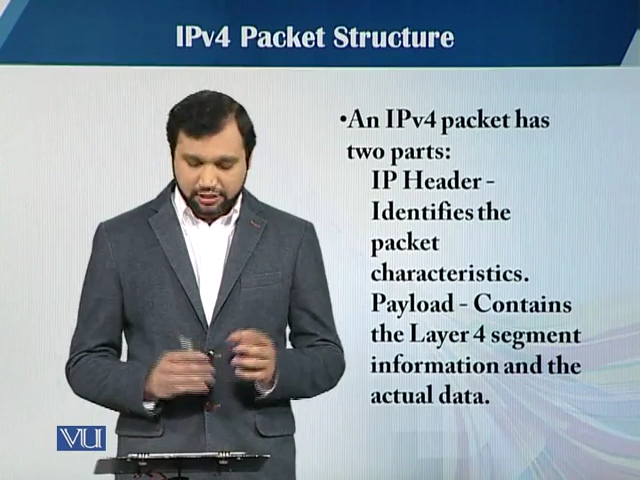 IPv4 Packet Structure
•An IPv4 packet has
two parts:
IP Header -
Identifies the
packet
characteristics.
Payload - Contains
the Layer 4 segment
information and the
actual data.
VU